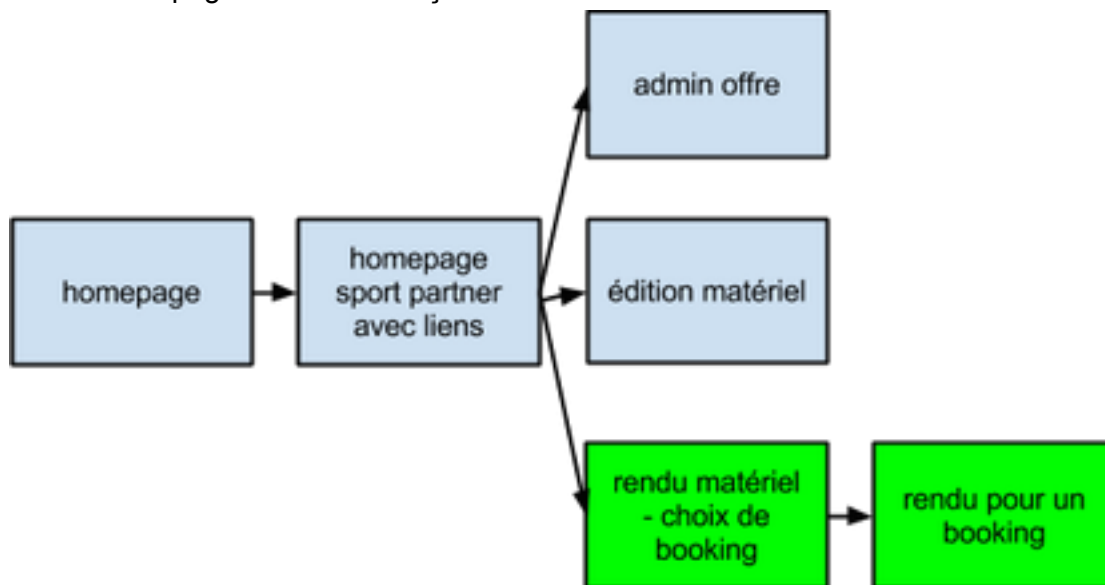 admin offre
homepage
homepage
sport partner
avec liens
édition matériel
rendu matériel
- choix de
booking
rendu pour un
booking